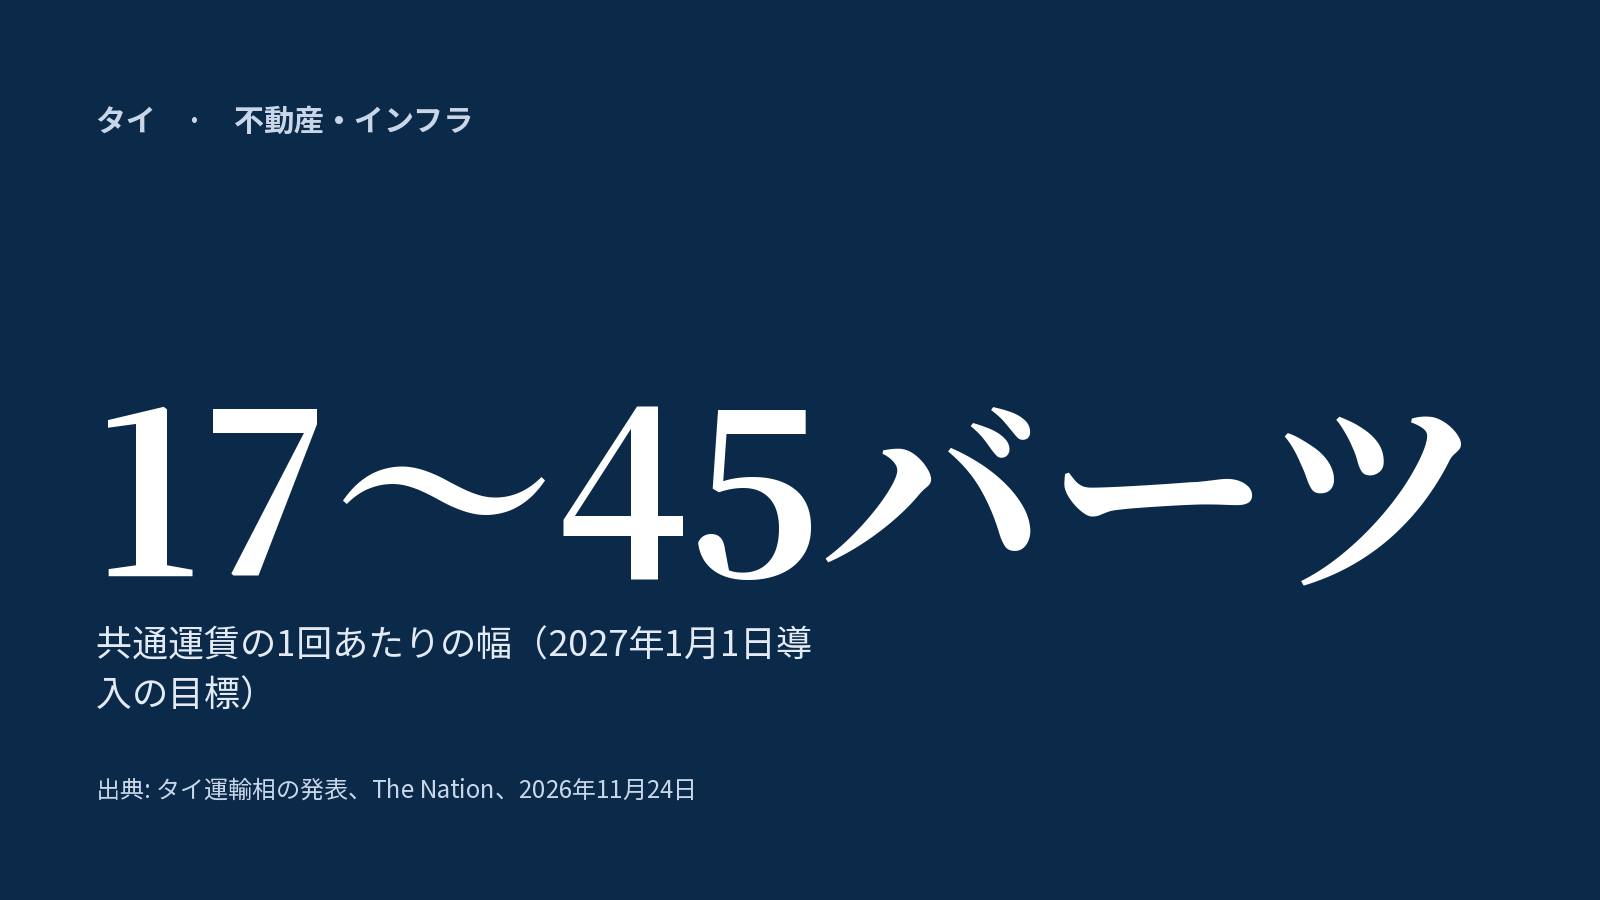 タイ · 不動産・インフラ
17〜45バーツ
共通運賃の1回あたりの幅（2027年1月1日導
入の目標）
出典: タイ運輸相の発表、The Nation、2026年11月24日